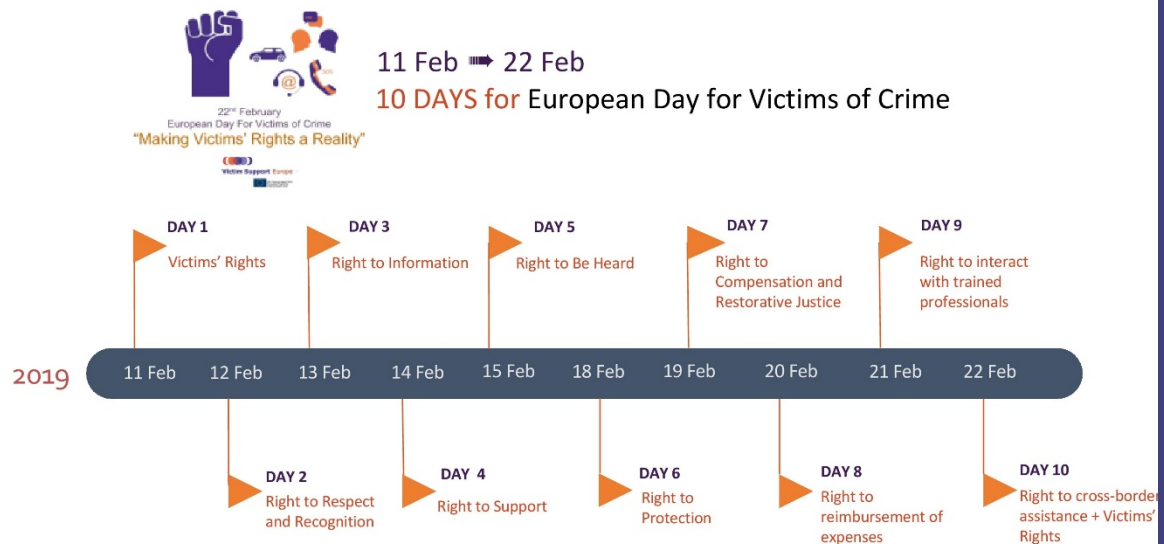 SOS
@
22nd February
European Day For Victims of Crime
"Making Victims' Rights a Reality"
Victim Support Europe
11 Feb ➠ 22 Feb
10 DAYS for European Day for Victims of Crime
DAY 1
Victims' Rights
DAY 3
Right to Information
DAY 5
Right to Be Heard
DAY 7
Right to
Compensation and
Restorative Justice
DAY 9
Right to interact
with trained
professionals
2019
11 Feb
12 Feb
13 Feb
14 Feb
15 Feb
18 Feb
19 Feb
20 Feb
21 Feb
22 Feb
DAY 2
Right to Respect
and Recognition
DAY 4
Right to Support
DAY 6
Right to
Protection
DAY 8
Right to
reimbursement of
expenses
DAY 10
Right to cross-border
assistance + Victims'
Rights